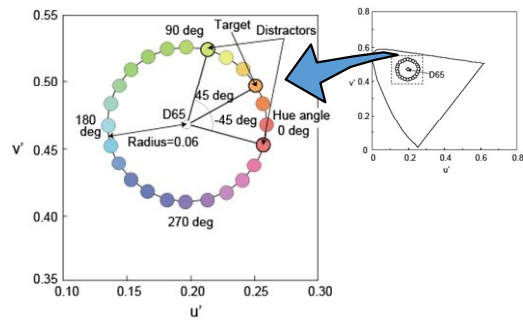 90 deg
Target
Distractors
0.55
0.50
0.45
0.40
0.35
v'
45 deg
D65
-45 deg
Hue angle
0 deg
180
deg
Radius=0.06
270 deg
0.10
0.15
0.20
0.25
0.30
u'
0.8
0.6
0.5
v'
0.4
0.2
0
D65
0
0.2
0.4
0.6
0.8
u'